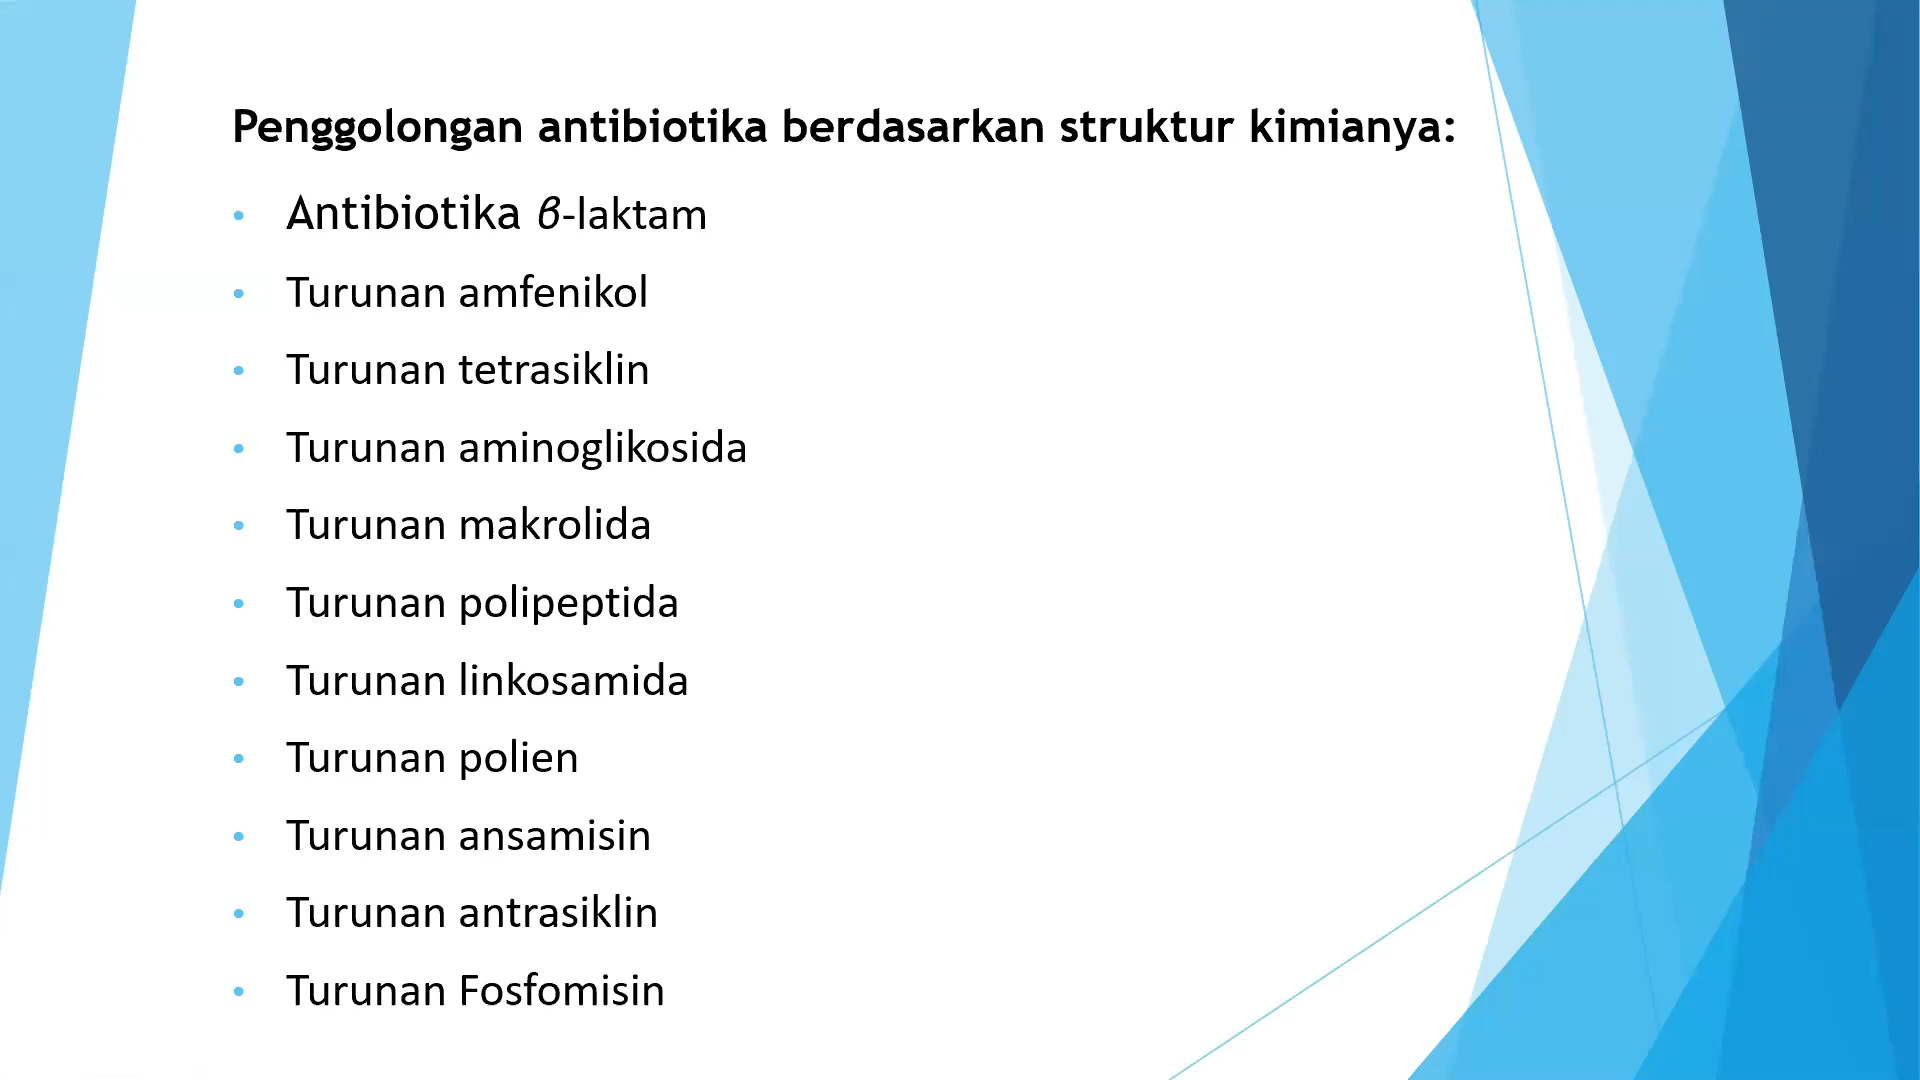 Penggolongan antibiotika berdasarkan struktur kimianya:
• Antibiotika β-laktam
• Turunan amfenikol
• Turunan tetrasiklin
• Turunan aminoglikosida
• Turunan makrolida
• Turunan polipeptida
• Turunan linkosamida
• Turunan polien
• Turunan ansamisin
• Turunan antrasiklin
• Turunan Fosfomisin